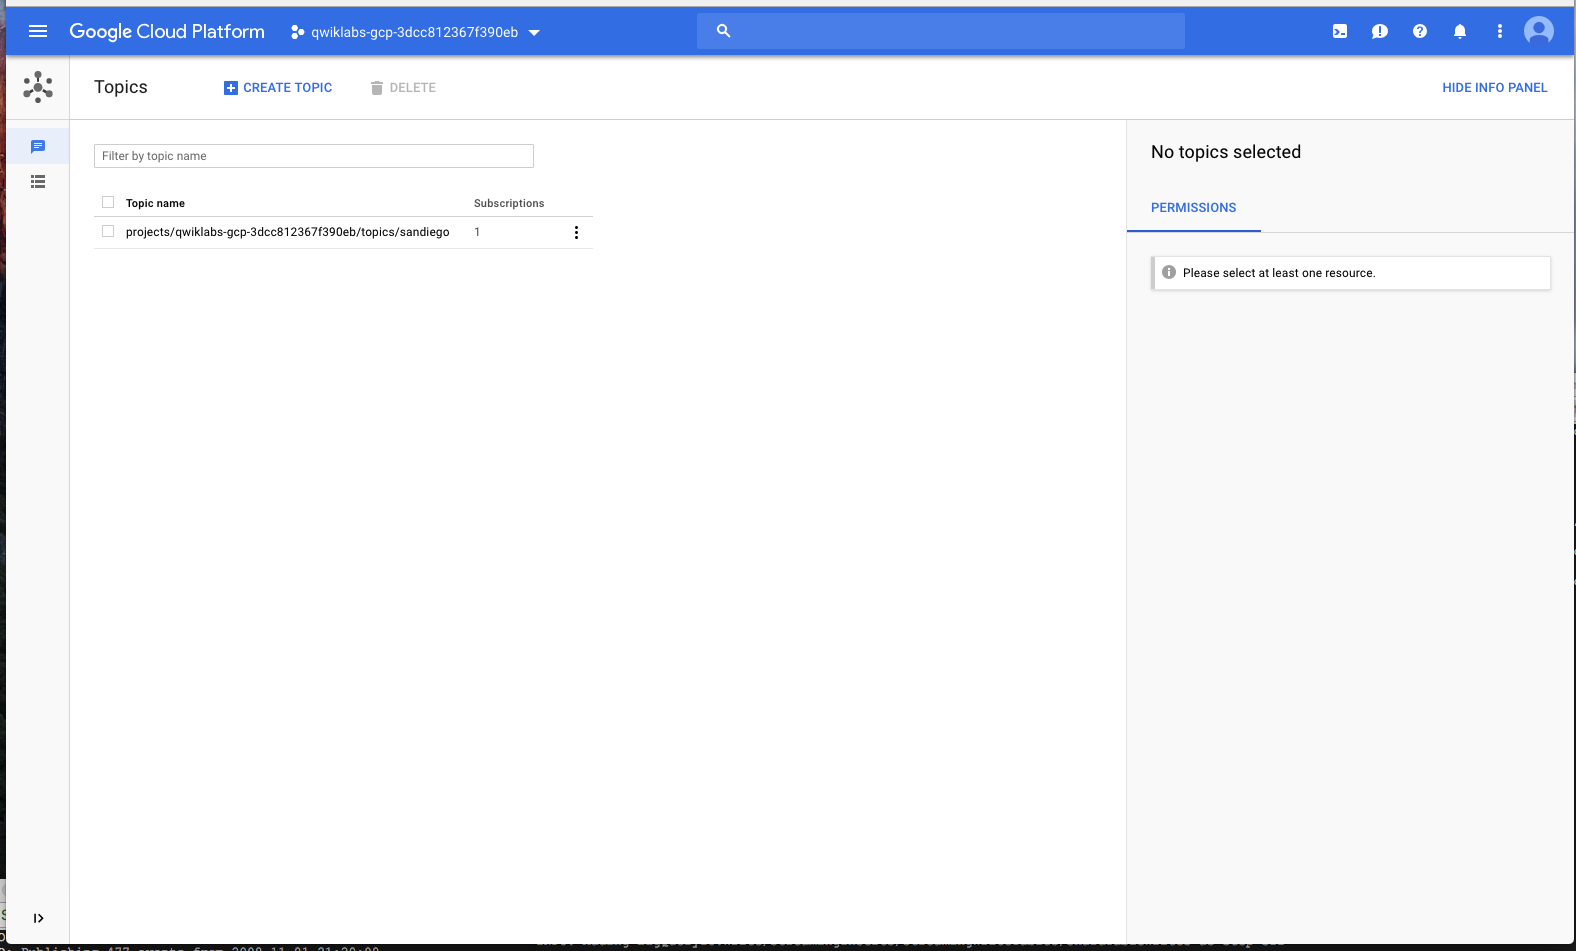 Google Cloud Platform
qwiklabs-gcp-3dcc812367f390eb
Topics
CREATE TOPIC
DELETE
HIDE INFO PANEL
Filter by topic name
No topics selected
Topic name Subscriptions
PERMISSIONS
projects/qwiklabs-gcp-3dcc812367f390eb/topics/sandiego 1
Please select at least one resource.